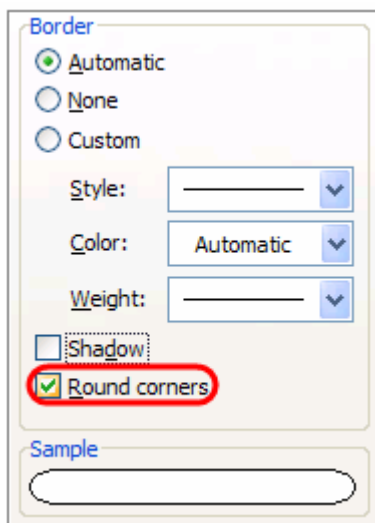 Border
Automatic
None
Custom
Style:
Color: Automatic
Weight:
Shadow
Round corners
Sample